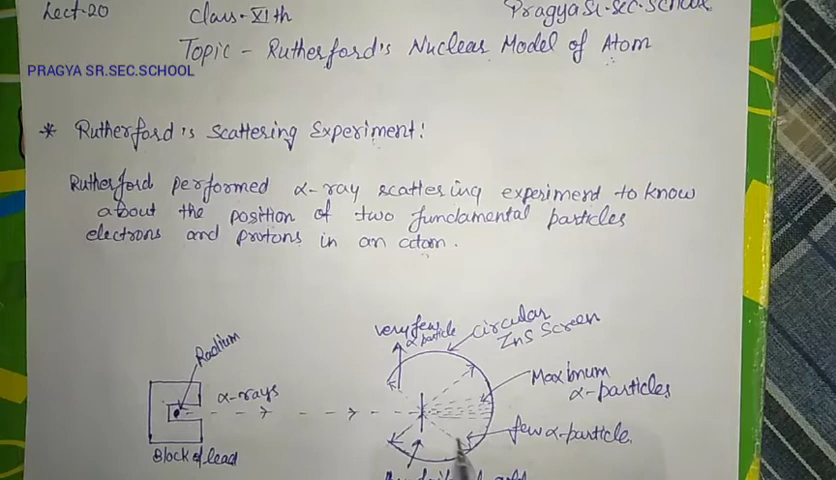 Lect-20
Class-XIth
Pragya Sr.Sec.School
Topic - Rutherford's Nuclear Model of Atom
PRAGYA SR.SEC.SCHOOL
* Rutherford's Scattering Experiment:
Rutherford performed α-ray scattering experiment to know
about the position of two fundamental particles
electrons and protons in an atom.
very few
α particle
circular
ZnS Screen
Radium
Maximum
α-particles
α-rays
few α-particle
Block of lead